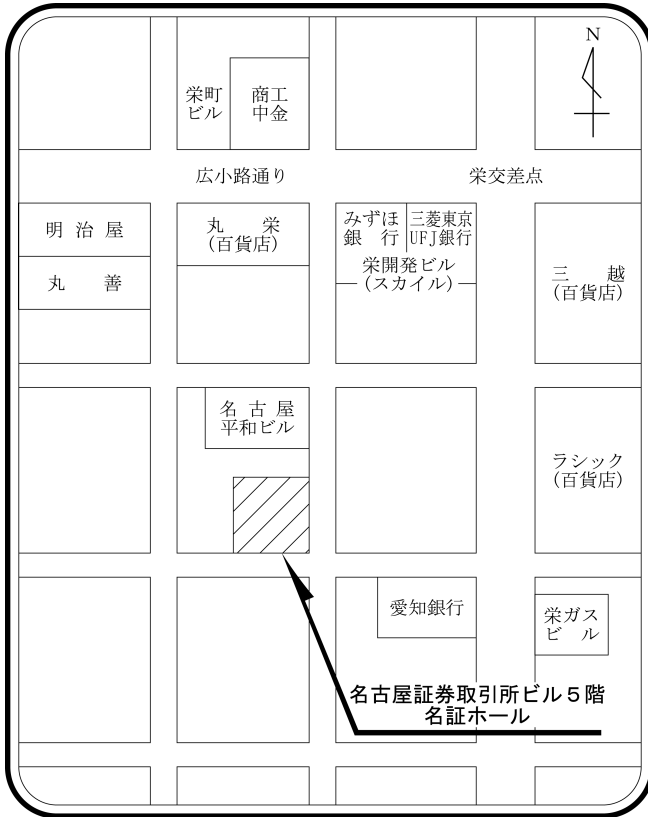 N
栄町
ビル
商工
中金
広小路通り
栄交差点
明治屋
丸善
丸栄
(百貨店)
みずほ
銀行
三菱東京
UFJ銀行
栄開発ビル
(スカイル)
三越
(百貨店)
名古屋
平和ビル
ラシック
(百貨店)
愛知銀行
栄ガス
ビル
名古屋証券取引所ビル5階
名証ホール